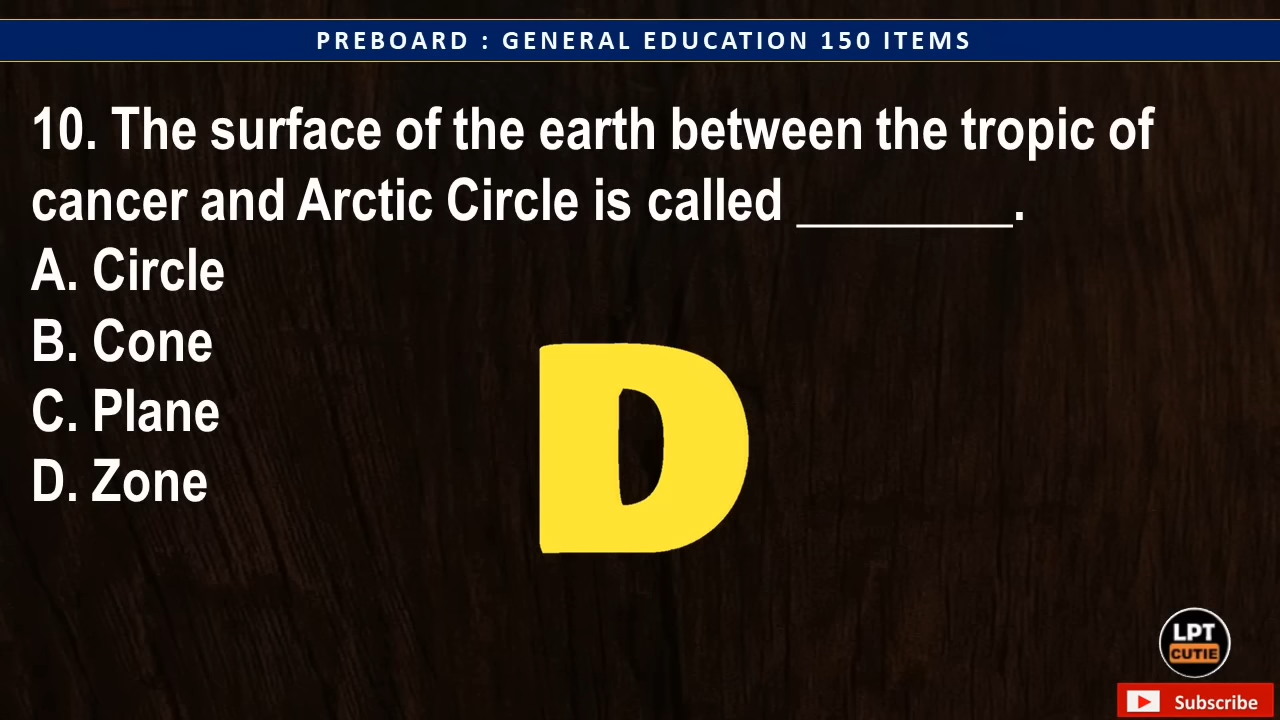 PREBOARD : GENERAL EDUCATION 150 ITEMS
10. The surface of the earth between the tropic of
cancer and Arctic Circle is called _________.
A. Circle
B. Cone
C. Plane
D. Zone
D
LPT
CUTIE
Subscribe